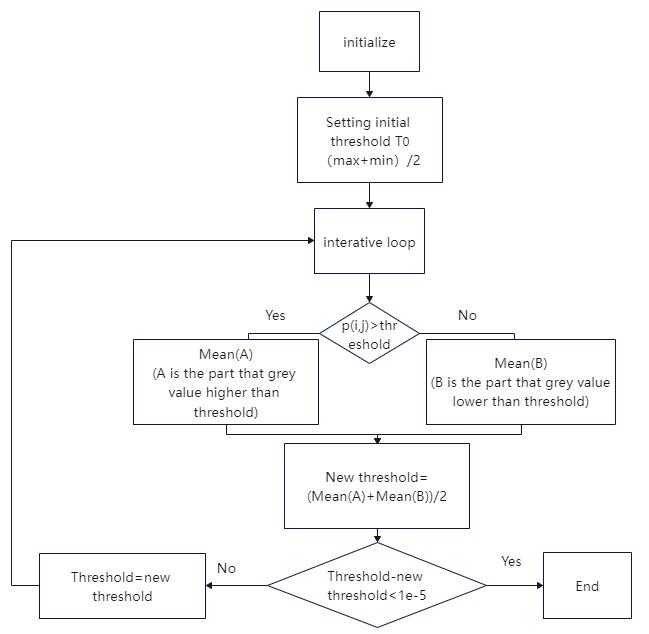 initialize
Setting initial
threshold T0
（max+min）/2
interative loop
Yes
p(i,j)>thr
eshold
No
Mean(A)
(A is the part that grey
value higher than
threshold)
Mean(B)
(B is the part that grey value
lower than threshold)
New threshold=
(Mean(A)+Mean(B))/2
Threshold=new
threshold
No
Threshold-new
threshold<1e-5
Yes
End